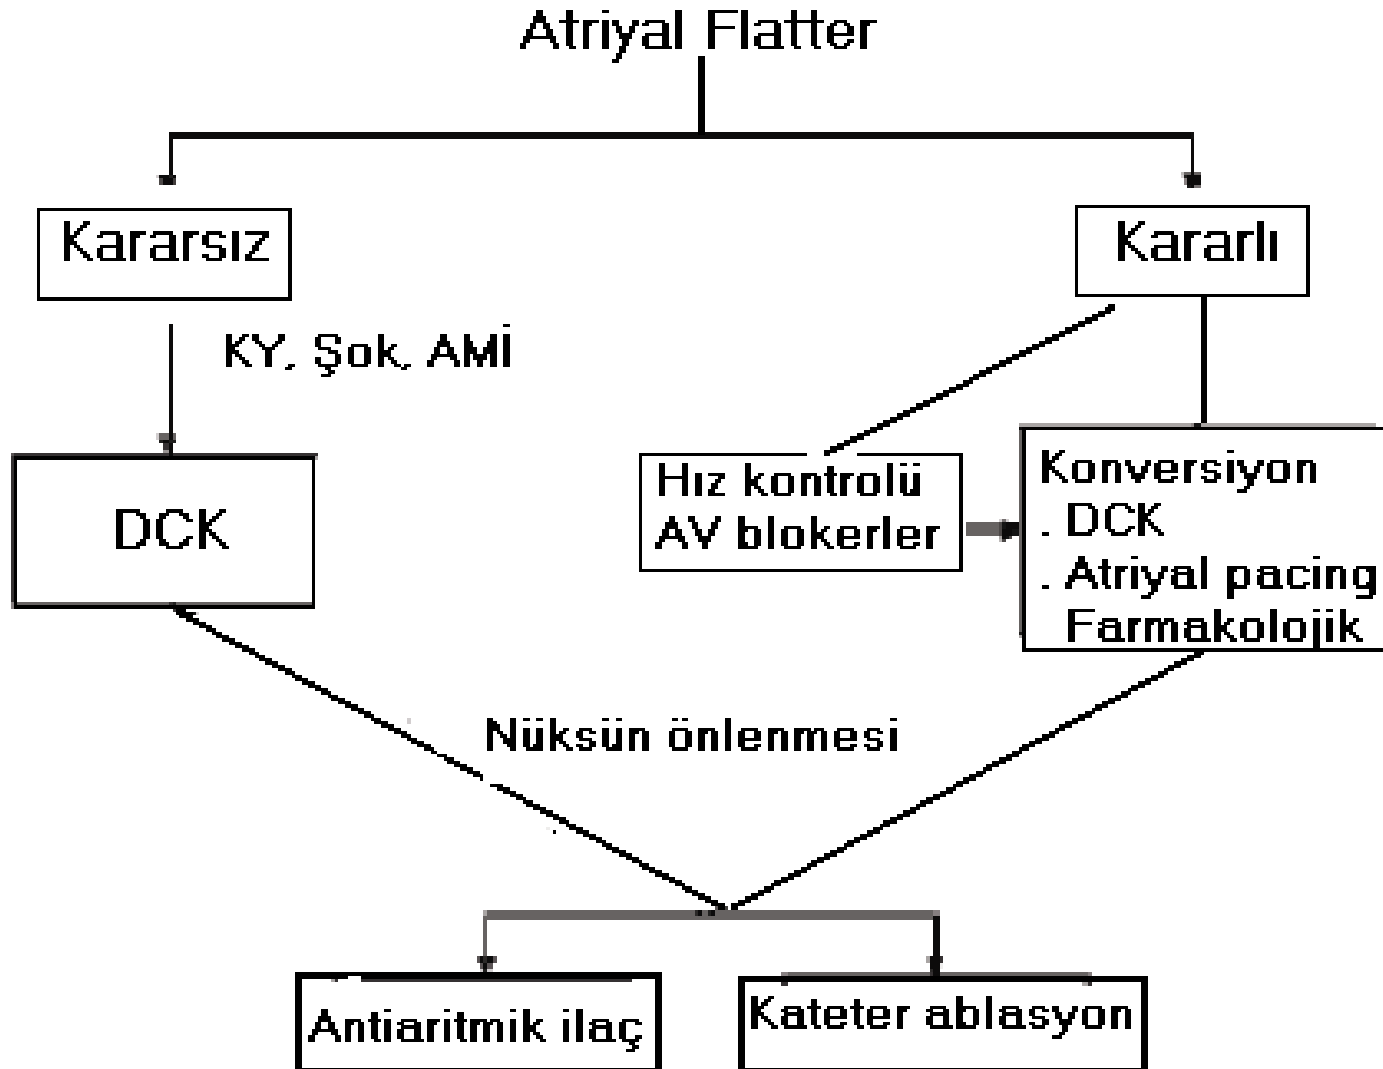 Atriyal Flatter
Kararsız
Kararlı
KY, Şok, AMİ
DCK
Hız kontrolü
AV blokerler
Konversiyon
. DCK
. Atriyal pacing
Farmakolojik
Nüksün önlenmesi
Antiaritmik ilaç
Kateter ablasyon